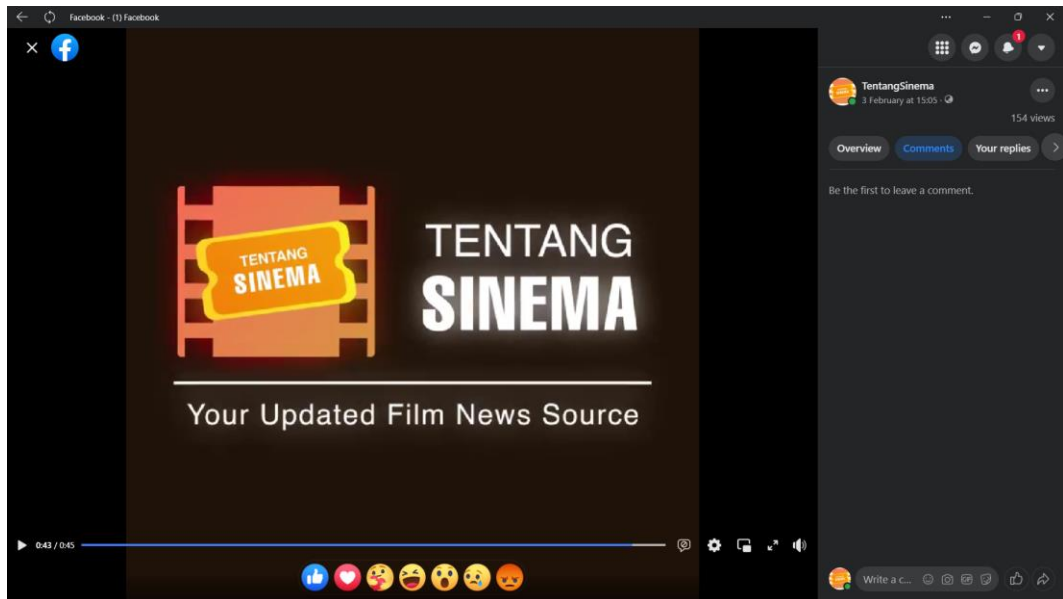 Facebook - (1) Facebook
1
TENTANG
SINEMA
TENTANG
SINEMA
Your Updated Film News Source
0:43 / 0:45
TentangSinema
3 February at 15:05 ·
154 views
Overview
Comments
Your replies
Be the first to leave a comment.
Write a c...
GIF